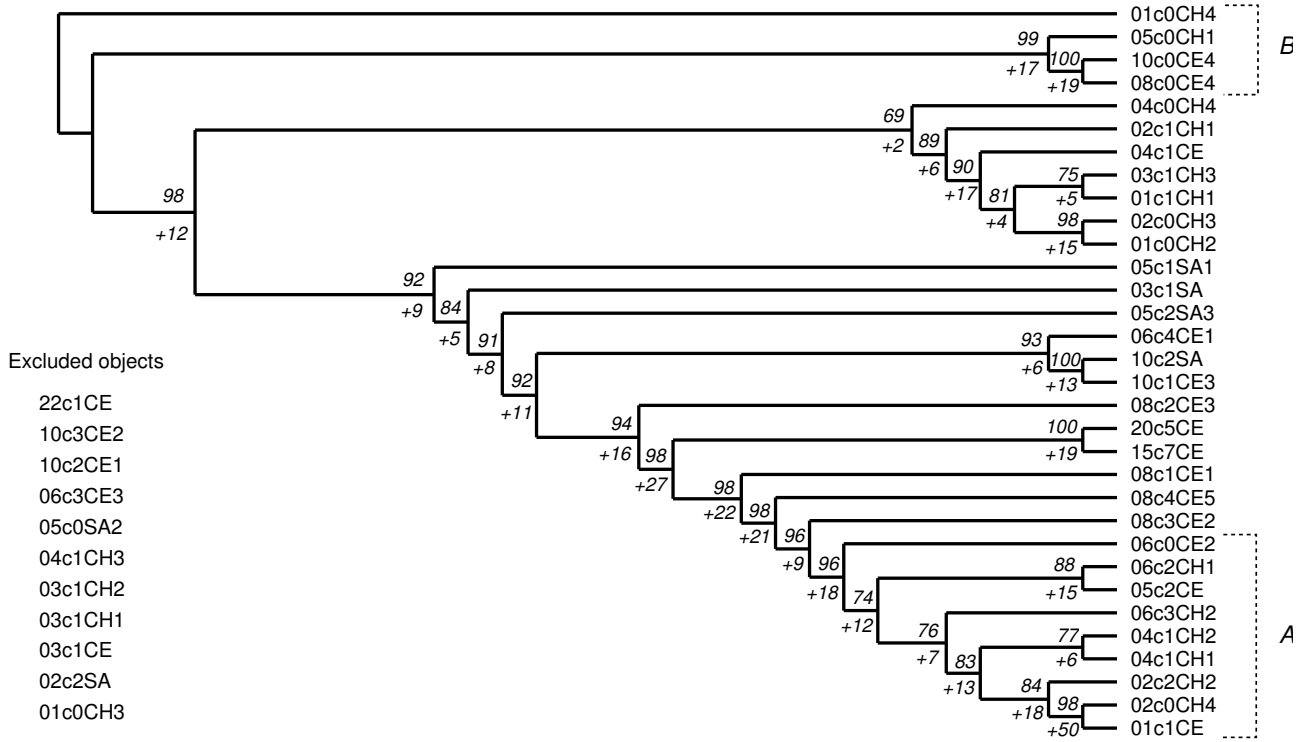 01c0CH4
99 05c0CH1
B
+17 100 10c0CE4
+19 08c0CE4
69 04c0CH4
+2 89 02c1CH1
+6 90 04c1CE
+17 81 75 03c1CH3
+5 01c1CH1
+4 98 02c0CH3
+15 01c0CH2
98
+12
92 05c1SA1
+9 84 03c1SA
+5 91 05c2SA3
+8 92 93 06c4CE1
+6 100 10c2SA
+13 10c1CE3
+11 94 08c2CE3
+16 98 100 20c5CE
+19 15c7CE
+27 98 08c1CE1
+22 98 08c4CE5
+21 96 08c3CE2
+9 96 06c0CE2
+18 74 88 06c2CH1
+15 05c2CE
+12 76 06c3CH2
+7 83 77 04c1CH2
A
+6 04c1CH1
+13 84 02c2CH2
+18 98 02c0CH4
+50 01c1CE
Excluded objects
22c1CE
10c3CE2
10c2CE1
06c3CE3
05c0SA2
04c1CH3
03c1CH2
03c1CH1
03c1CE
02c2SA
01c0CH3